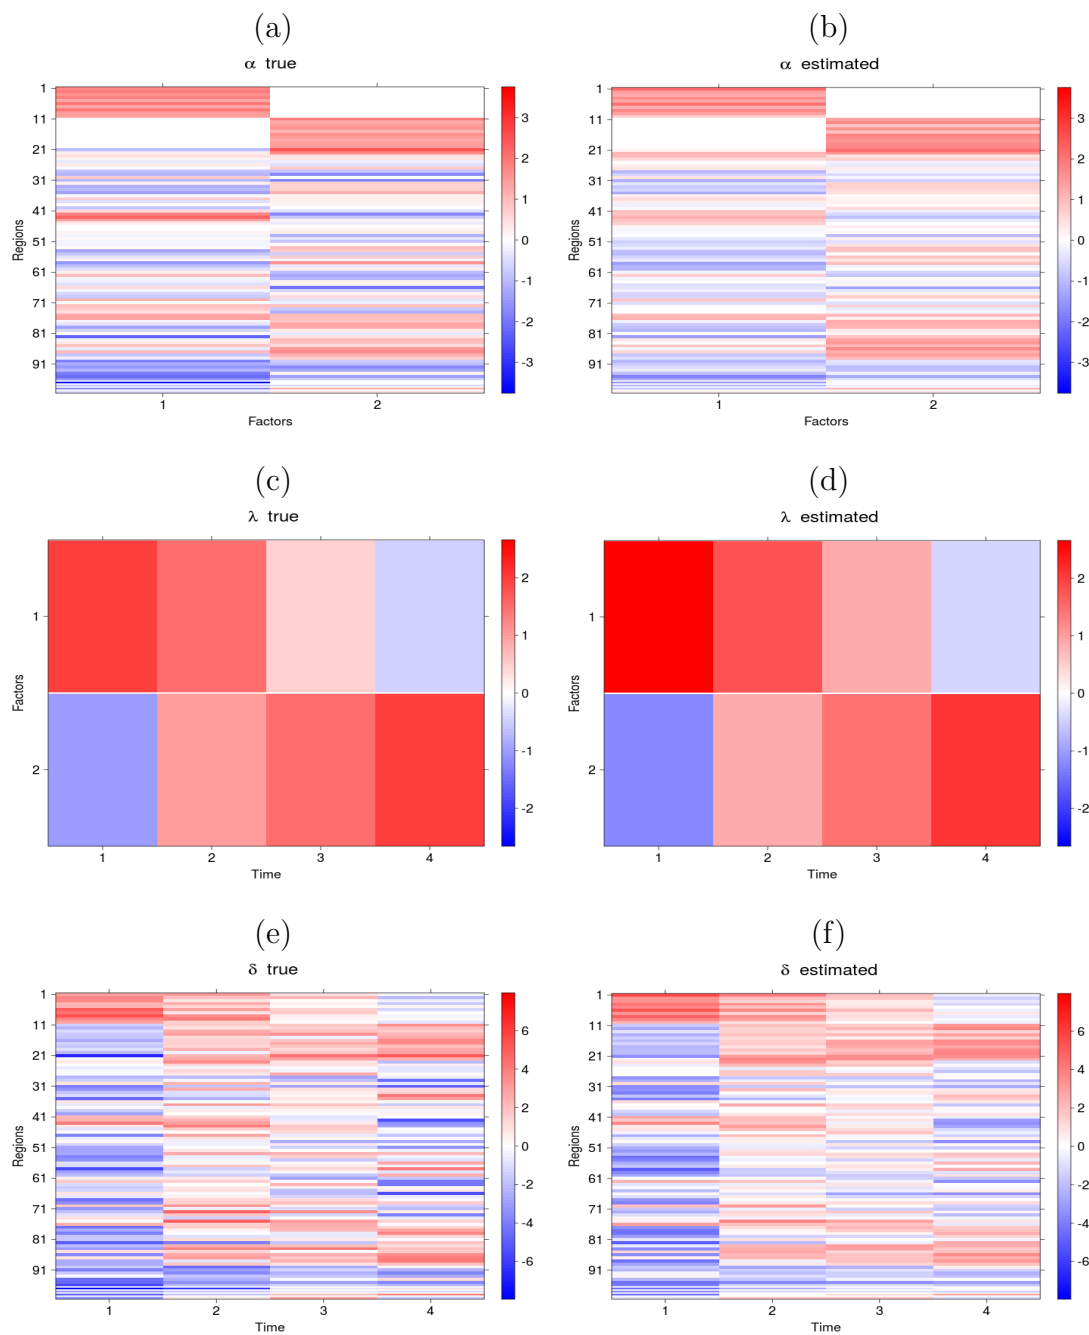 (a) (b)
α true α estimated
1 11 21 31 41 51 61 71 81 91
Regions
1 2
Factors
3 2 1 0 -1 -2 -3
1 11 21 31 41 51 61 71 81 91
Regions
1 2
Factors
3 2 1 0 -1 -2 -3
(c) (d)
λ true λ estimated
1 2
Factors
1 2 3 4
Time
2 1 0 -1 -2
1 2
Factors
1 2 3 4
Time
2 1 0 -1 -2
(e) (f)
δ true δ estimated
1 11 21 31 41 51 61 71 81 91
Regions
1 2 3 4
Time
6 4 2 0 -2 -4 -6
1 11 21 31 41 51 61 71 81 91
Regions
1 2 3 4
Time
6 4 2 0 -2 -4 -6